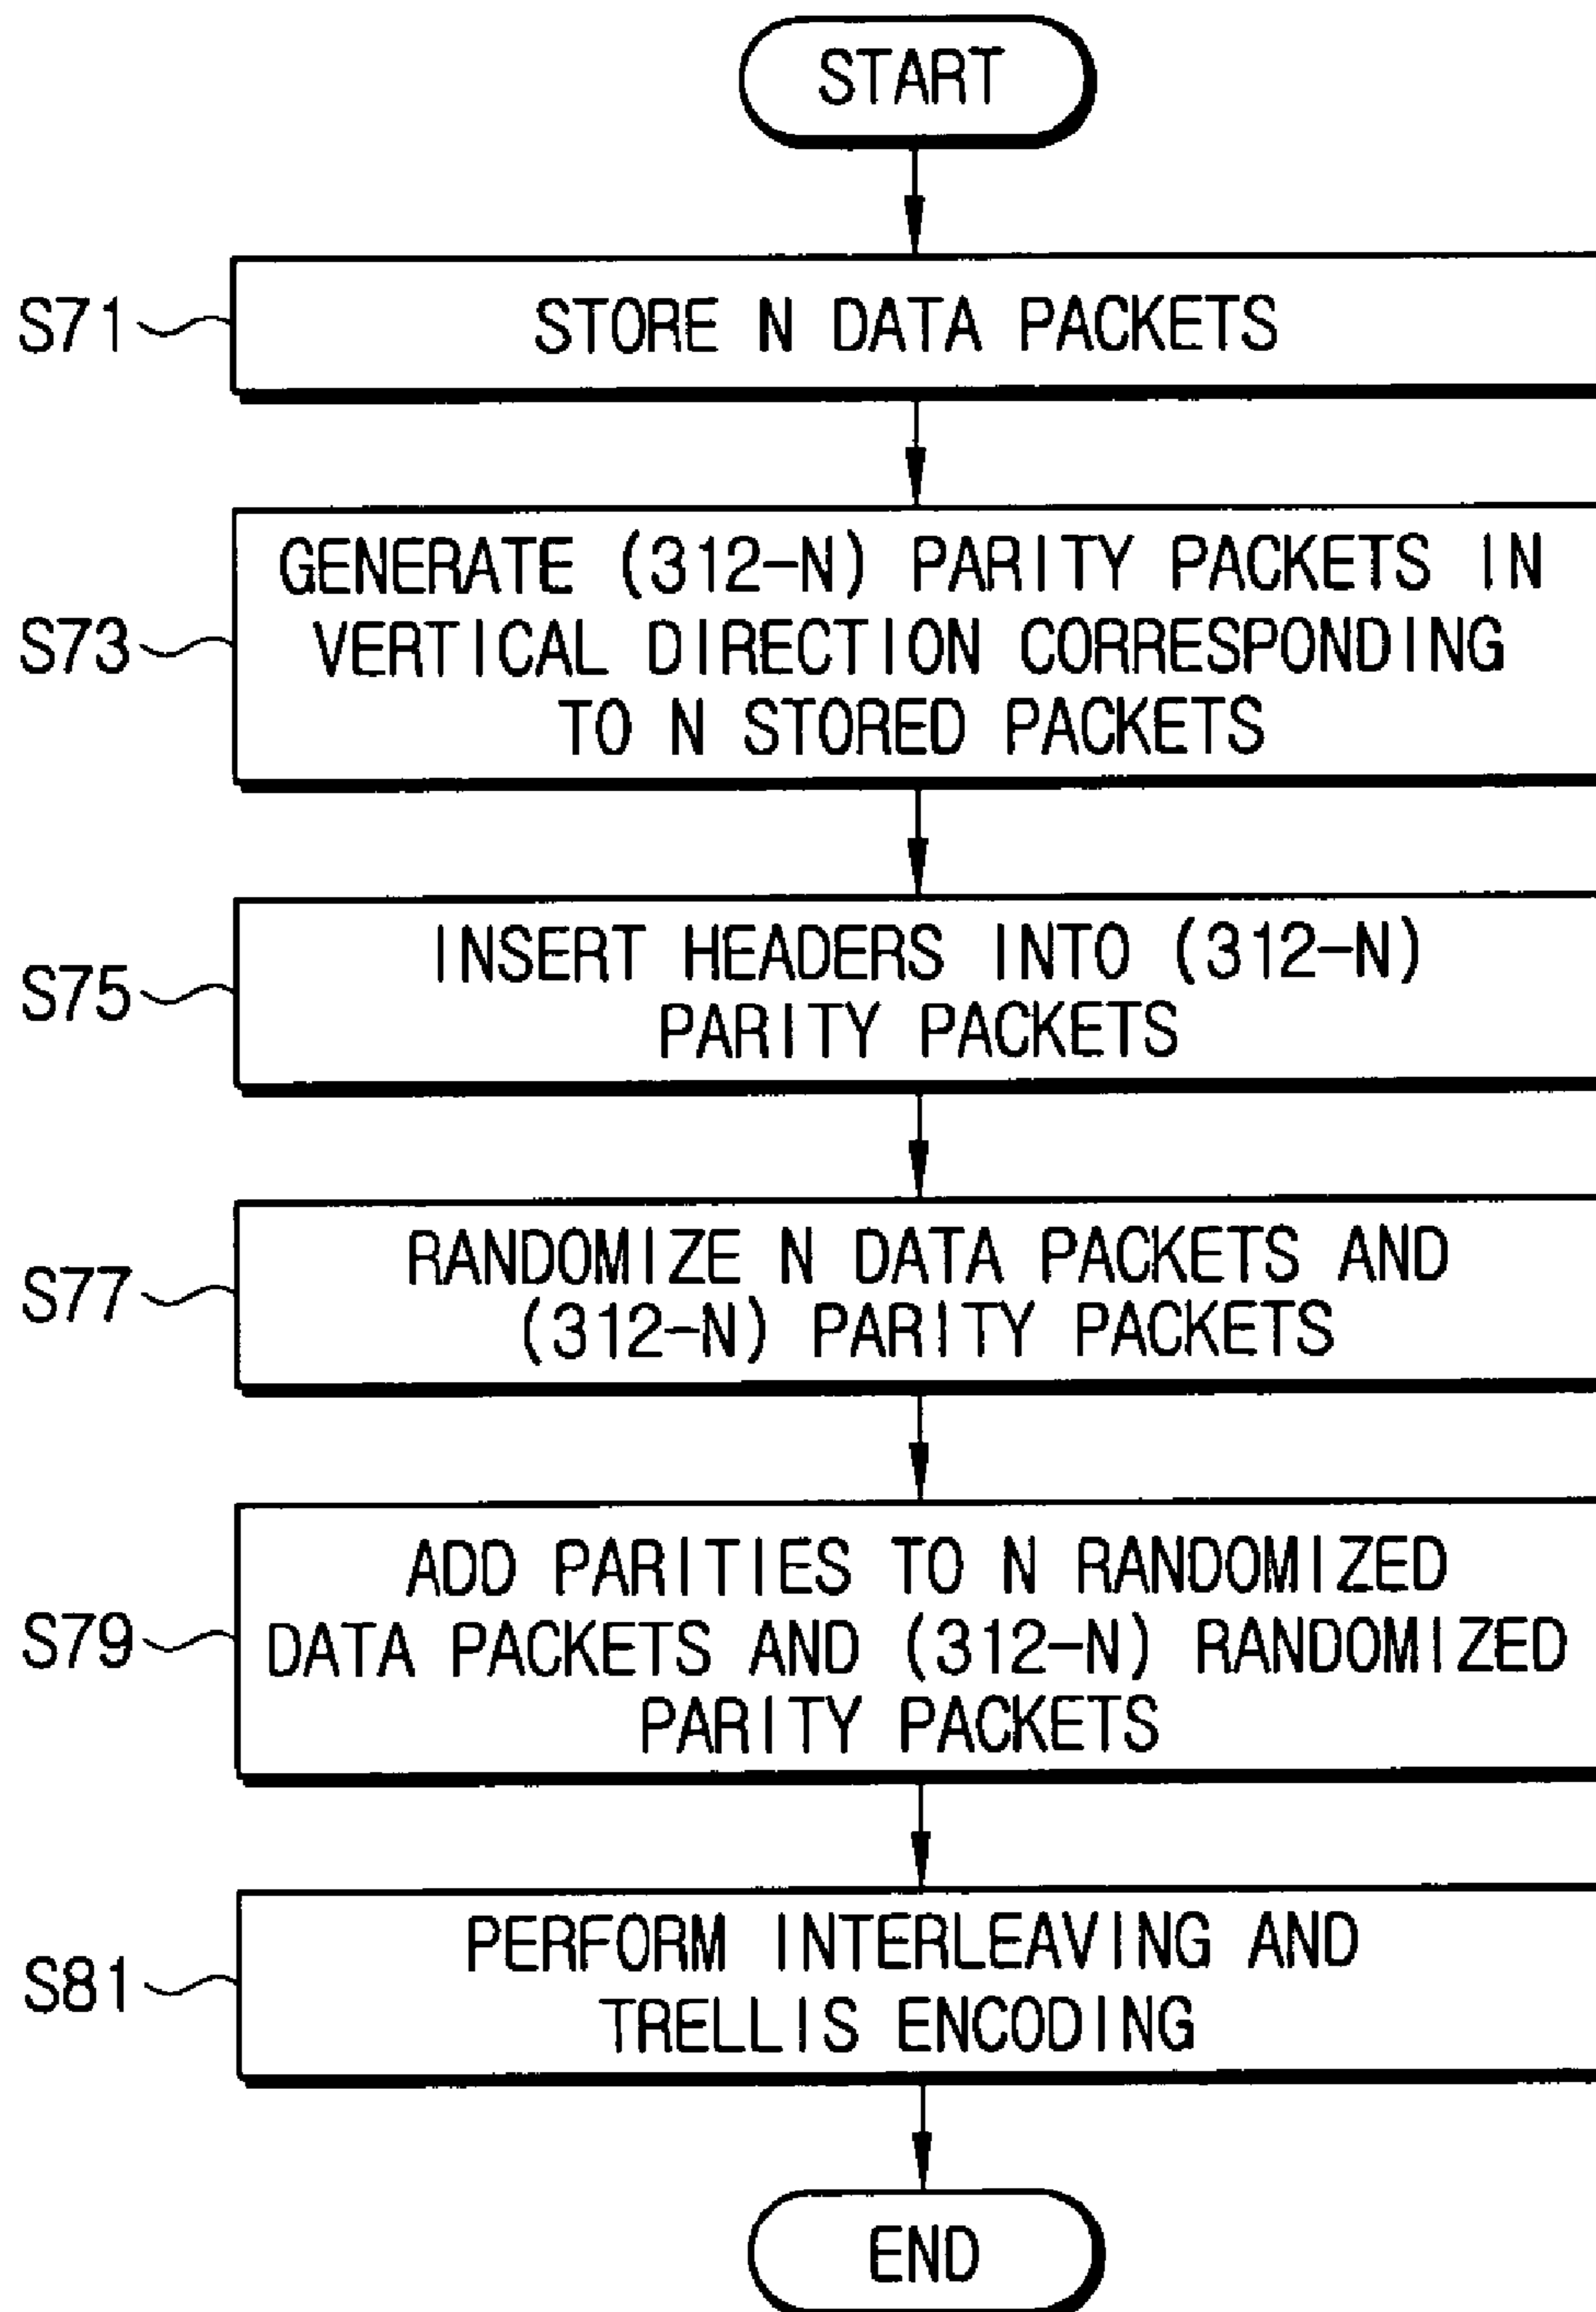 START
S71
STORE N DATA PACKETS
S73
GENERATE (312-N) PARITY PACKETS IN
VERTICAL DIRECTION CORRESPONDING
TO N STORED PACKETS
S75
INSERT HEADERS INTO (312-N)
PARITY PACKETS
S77
RANDOMIZE N DATA PACKETS AND
(312-N) PARITY PACKETS
S79
ADD PARITIES TO N RANDOMIZED
DATA PACKETS AND (312-N) RANDOMIZED
PARITY PACKETS
S81
PERFORM INTERLEAVING AND
TRELLIS ENCODING
END